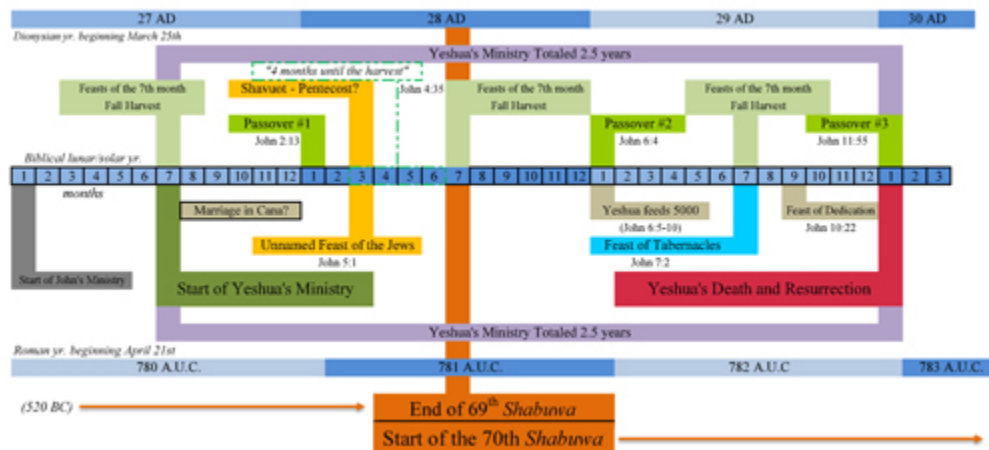 27 AD 28 AD 29 AD 30 AD
Dionysian yr. beginning March 25th
Yeshua's Ministry Totaled 2.5 years
"4 months until the harvest"
John 4:35
Feasts of the 7th month
Fall Harvest
Shavuot - Pentecost?
Feasts of the 7th month
Fall Harvest
Feasts of the 7th month
Fall Harvest
Passover #1
John 2:13
Passover #2
John 6:4
Passover #3
John 11:55
Biblical lunar/solar yr.
1 2 3 4 5 6 7 8 9 10 11 12 1 2 3 4 5 6 7 8 9 10 11 12 1 2 3 4 5 6 7 8 9 10 11 12 1 2 3
months
Marriage in Cana?
Yeshua feeds 5000
(John 6:5-10)
Feast of Dedication
John 10:22
Unnamed Feast of the Jews
John 5:1
Feast of Tabernacles
John 7:2
Start of John's Ministry
Start of Yeshua's Ministry
Yeshua's Death and Resurrection
Yeshua's Ministry Totaled 2.5 years
Roman yr. beginning April 21st
780 A.U.C. 781 A.U.C. 782 A.U.C. 783 A.U.C.
(520 BC)
End of 69th Shabuwa
Start of the 70th Shabuwa